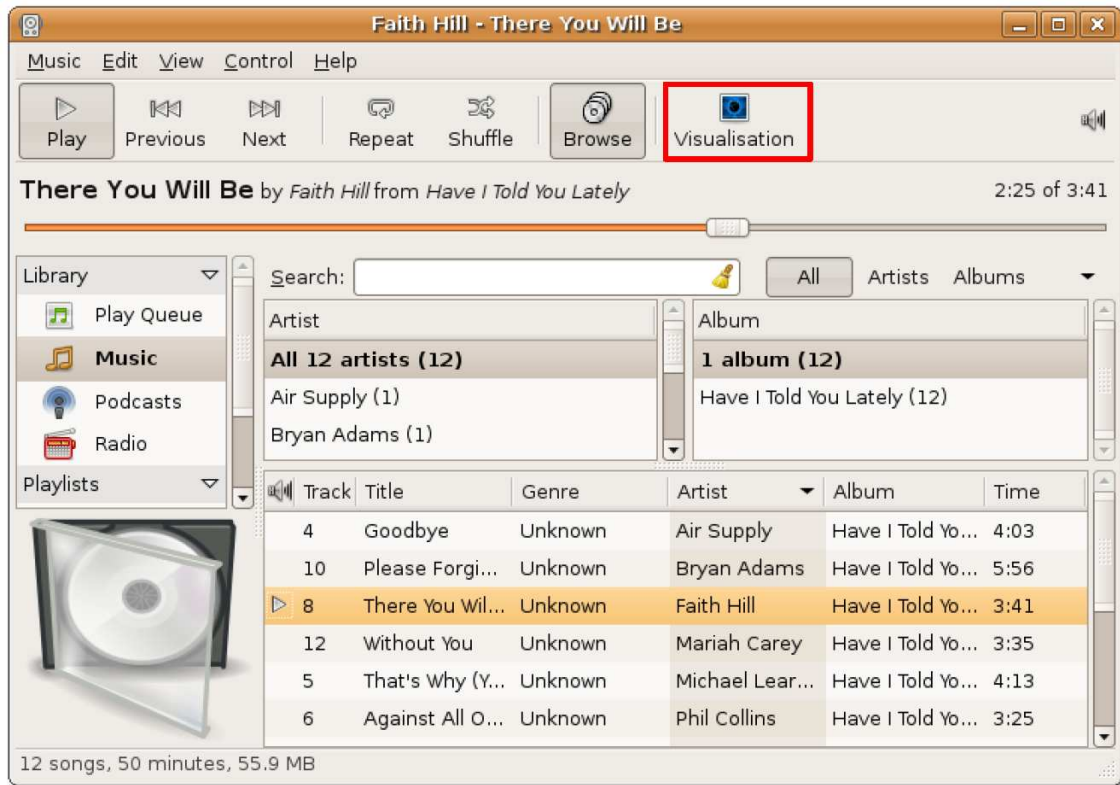 Faith Hill - There You Will Be
Music Edit View Control Help
Play Previous Next Repeat Shuffle Browse Visualisation
There You Will Be by Faith Hill from Have I Told You Lately 2:25 of 3:41
Library
Play Queue
Music
Podcasts
Radio
Playlists
Search: All Artists Albums
Artist
All 12 artists (12)
Air Supply (1)
Bryan Adams (1)
Album
1 album (12)
Have I Told You Lately (12)
Track Title Genre Artist Album Time
4 Goodbye Unknown Air Supply Have I Told Yo... 4:03
10 Please Forgi... Unknown Bryan Adams Have I Told Yo... 5:56
8 There You Wil... Unknown Faith Hill Have I Told Yo... 3:41
12 Without You Unknown Mariah Carey Have I Told Yo... 3:35
5 That's Why (Y... Unknown Michael Lear... Have I Told Yo... 4:13
6 Against All O... Unknown Phil Collins Have I Told Yo... 3:25
12 songs, 50 minutes, 55.9 MB